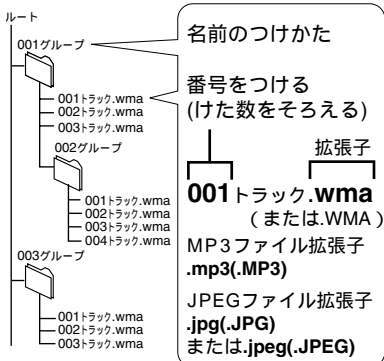 ルート
001グループ
001トラック.wma
002トラック.wma
003トラック.wma
002グループ
001トラック.wma
002トラック.wma
003トラック.wma
004トラック.wma
003グループ
001トラック.wma
002トラック.wma
003トラック.wma
名前のつけかた
番号をつける
(けた数をそろえる)
拡張子
001トラック.wma
(または.WMA)
MP3ファイル拡張子
.mp3(.MP3)
JPEGファイル拡張子
.jpg(.JPG)
または.jpeg(.JPEG)